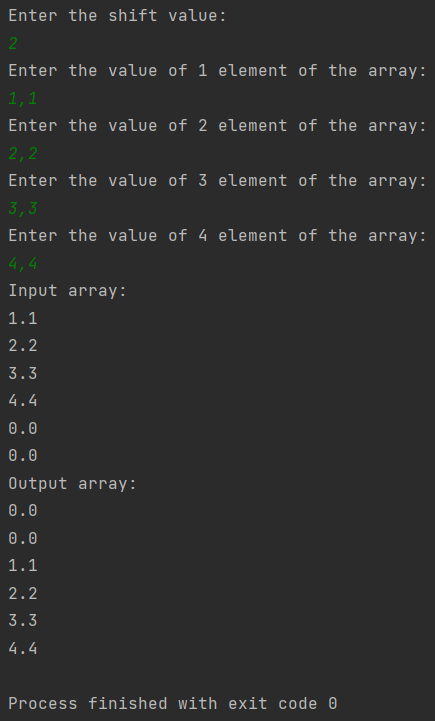 Enter the shift value:
2
Enter the value of 1 element of the array:
1,1
Enter the value of 2 element of the array:
2,2
Enter the value of 3 element of the array:
3,3
Enter the value of 4 element of the array:
4,4
Input array:
1.1
2.2
3.3
4.4
0.0
0.0
Output array:
0.0
0.0
1.1
2.2
3.3
4.4
Process finished with exit code 0